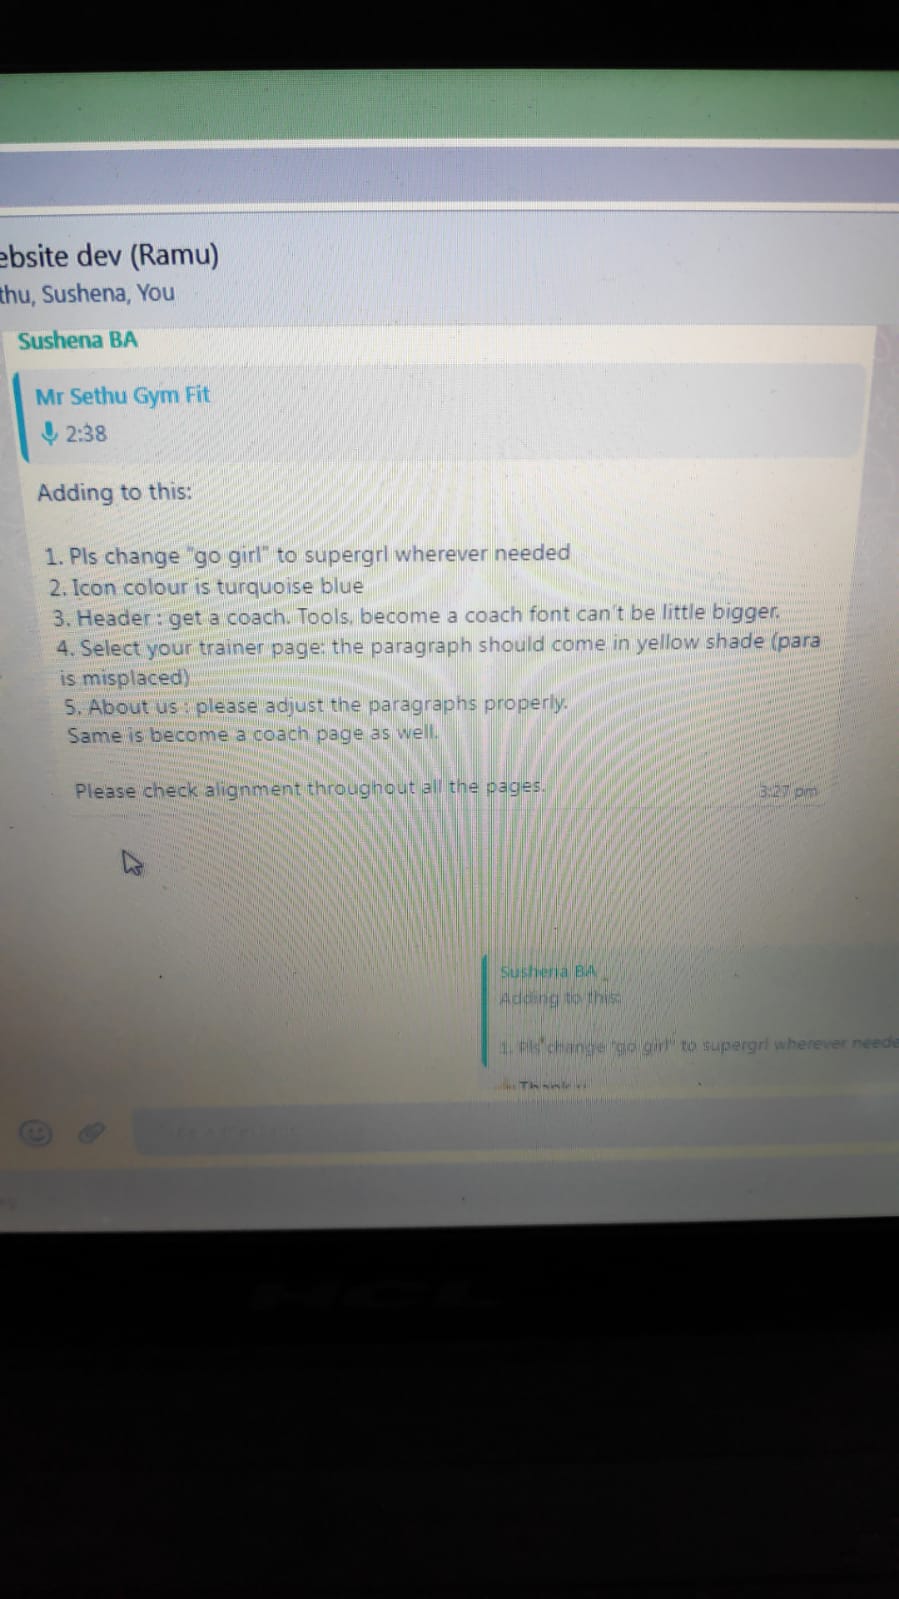 ebsite dev (Ramu)
thu, Sushena, You
Sushena BA
Mr Sethu Gym Fit
2:38
Adding to this:
1. Pls change "go girl" to supergrl wherever needed
2. Icon colour is turquoise blue
3. Header : get a coach. Tools, become a coach font can't be little bigger.
4. Select your trainer page: the paragraph should come in yellow shade (para
is misplaced)
5. About us : please adjust the paragraphs properly.
Same is become a coach page as well.
Please check alignment throughout all the pages.
3:27 pm
Sushena BA
Adding to this:
1. Pls change "go girl" to supergrl wherever neede
HCL